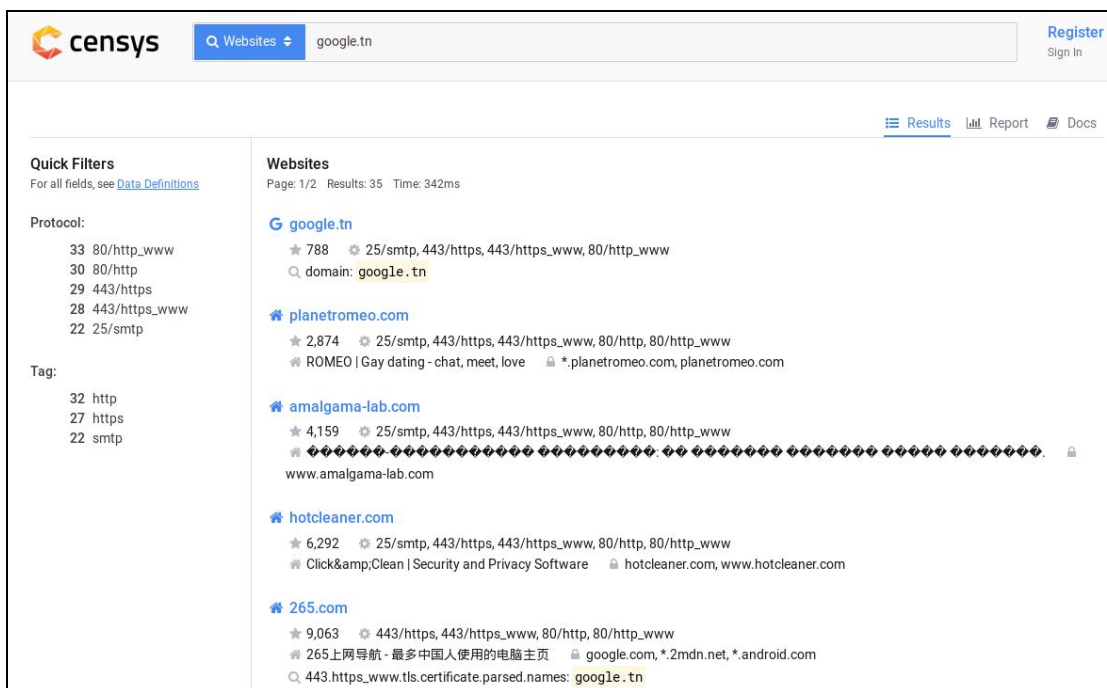 censys
Websites
google.tn
Register
Sign In
Results
Report
Docs
Quick Filters
For all fields, see Data Definitions
Protocol:
33 80/http_www
30 80/http
29 443/https
28 443/https_www
22 25/smtp
Tag:
32 http
27 https
22 smtp
Websites
Page: 1/2 Results: 35 Time: 342ms
google.tn
788 25/smtp, 443/https, 443/https_www, 80/http_www
domain: google.tn
planetromeo.com
2,874 25/smtp, 443/https, 443/https_www, 80/http, 80/http_www
ROMEO | Gay dating - chat, meet, love *.planetromeo.com, planetromeo.com
amalgama-lab.com
4,159 25/smtp, 443/https, 443/https_www, 80/http, 80/http_www
������-����������� ���������: �� ������� ������� ����� �������.
www.amalgama-lab.com
hotcleaner.com
6,292 25/smtp, 443/https, 443/https_www, 80/http, 80/http_www
Click&amp;Clean | Security and Privacy Software hotcleaner.com, www.hotcleaner.com
265.com
9,063 443/https, 443/https_www, 80/http, 80/http_www
265上网导航 - 最多中国人使用的电脑主页 google.com, *.2mdn.net, *.android.com
443.https_www.tls.certificate.parsed.names: google.tn